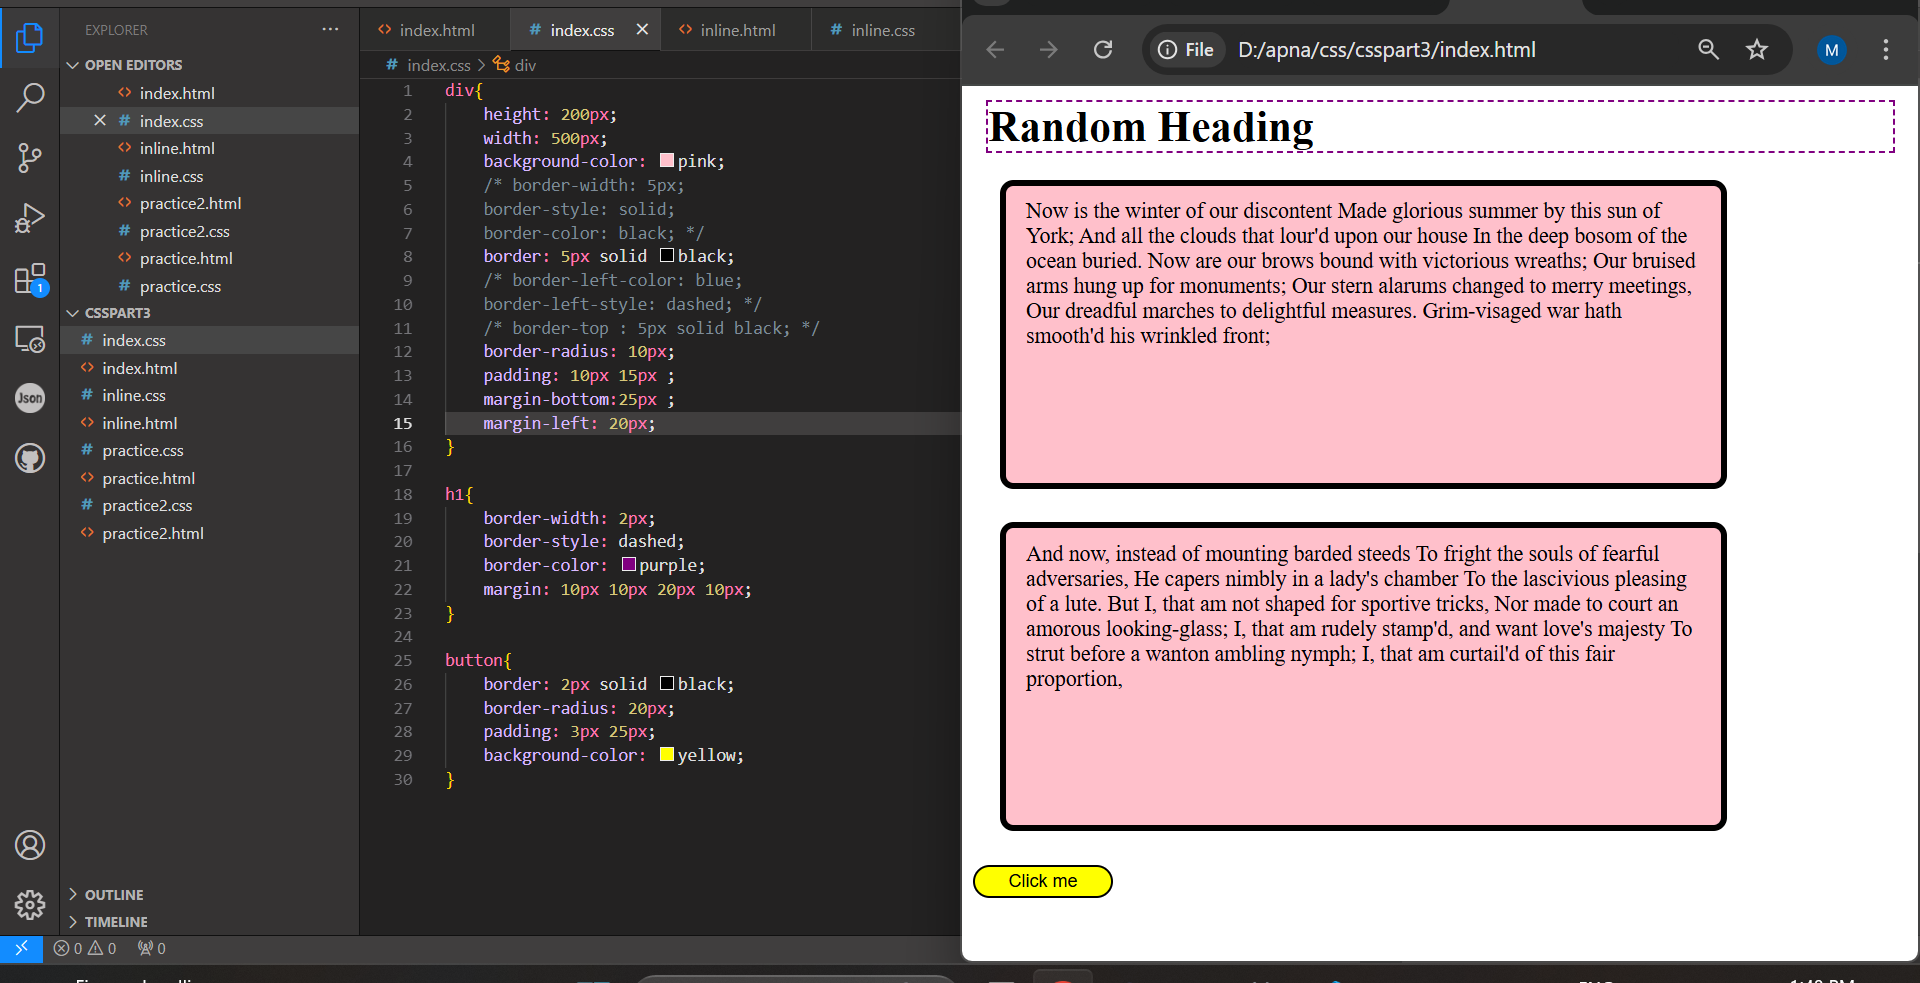 EXPLORER
···
OPEN EDITORS
<> index.html
× # index.css
<> inline.html
# inline.css
<> practice2.html
# practice2.css
<> practice.html
# practice.css
CSSPART3
# index.css
<> index.html
# inline.css
<> inline.html
# practice.css
<> practice.html
# practice2.css
<> practice2.html
OUTLINE
TIMELINE
1
Json
0 0 0
<> index.html # index.css × <> inline.html # inline.css
# index.css > div
1 div{
2 height: 200px;
3 width: 500px;
4 background-color: pink;
5 /* border-width: 5px;
6 border-style: solid;
7 border-color: black; */
8 border: 5px solid black;
9 /* border-left-color: blue;
10 border-left-style: dashed; */
11 /* border-top : 5px solid black; */
12 border-radius: 10px;
13 padding: 10px 15px ;
14 margin-bottom:25px ;
15 margin-left: 20px;
16 }
17
18 h1{
19 border-width: 2px;
20 border-style: dashed;
21 border-color: purple;
22 margin: 10px 10px 20px 10px;
23 }
24
25 button{
26 border: 2px solid black;
27 border-radius: 20px;
28 padding: 3px 25px;
29 background-color: yellow;
30 }
File D:/apna/css/csspart3/index.html M
Random Heading
Now is the winter of our discontent Made glorious summer by this sun of
York; And all the clouds that lour'd upon our house In the deep bosom of the
ocean buried. Now are our brows bound with victorious wreaths; Our bruised
arms hung up for monuments; Our stern alarums changed to merry meetings,
Our dreadful marches to delightful measures. Grim-visaged war hath
smooth'd his wrinkled front;
And now, instead of mounting barded steeds To fright the souls of fearful
adversaries, He capers nimbly in a lady's chamber To the lascivious pleasing
of a lute. But I, that am not shaped for sportive tricks, Nor made to court an
amorous looking-glass; I, that am rudely stamp'd, and want love's majesty To
strut before a wanton ambling nymph; I, that am curtail'd of this fair
proportion,
Click me